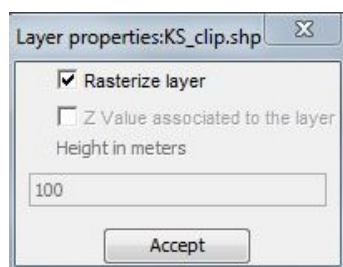 Layer properties:KS_clip.shp
Rasterize layer
Z Value associated to the layer
Height in meters
100
Accept